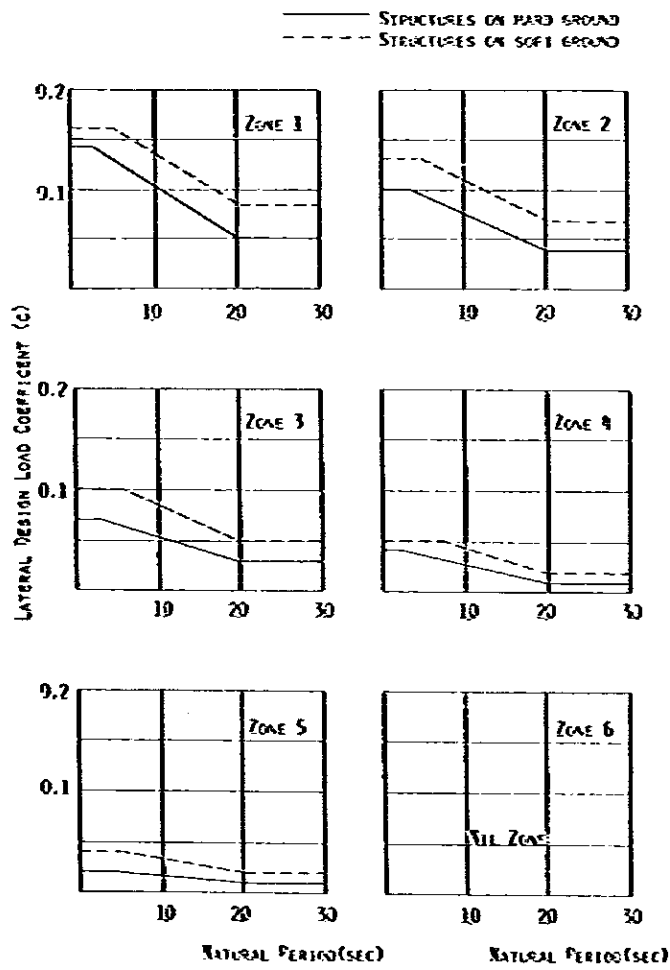 STRUCTURES ON HARD GROUND
STRUCTURES ON SOFT GROUND
0.2
0.1
ZONE 1
10 20 30
ZONE 2
10 20 30
LATERAL DESIGN LOAD COEFFICENT (C)
0.2
0.1
ZONE 3
10 20 30
ZONE 4
10 20 30
0.2
0.1
ZONE 5
10 20 30
ZONE 6
ZONE
10 20 30
NATURAL PERIOD(SEC)
NATURAL PERIOD(SEC)